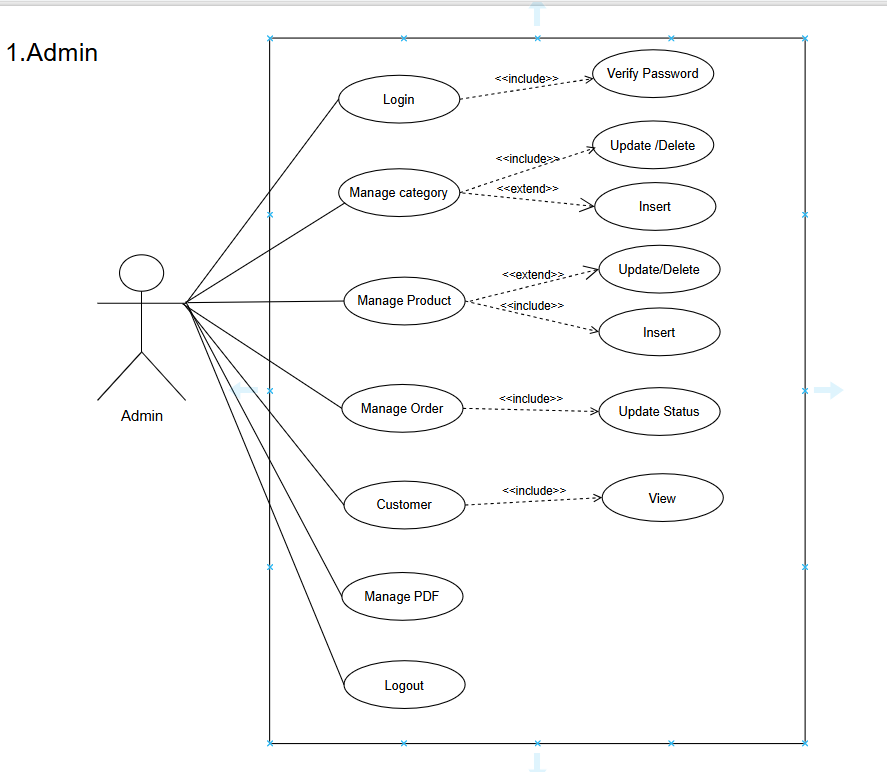 1.Admin
<<include>>
Verify Password
Login
<<include>>
Update /Delete
Manage category
<<extend>>
Insert
<<extend>>
Update/Delete
Manage Product
<<include>>
Insert
Manage Order
<<include>>
Update Status
Admin
<<include>>
View
Customer
Manage PDF
Logout